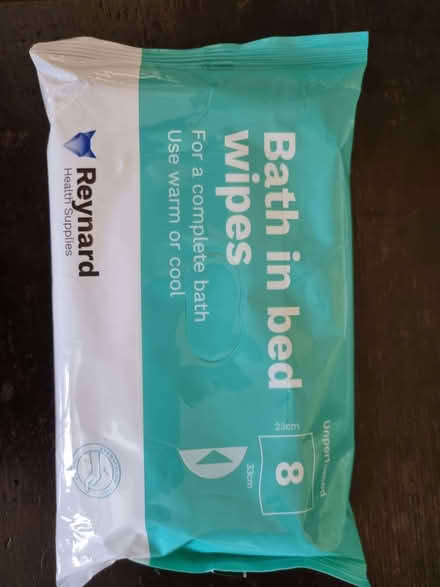 Unperfumed
Bath in bed
wipes
For a complete bath
Use warm or cool
23cm
8
33cm
Reynard
Health Supplies